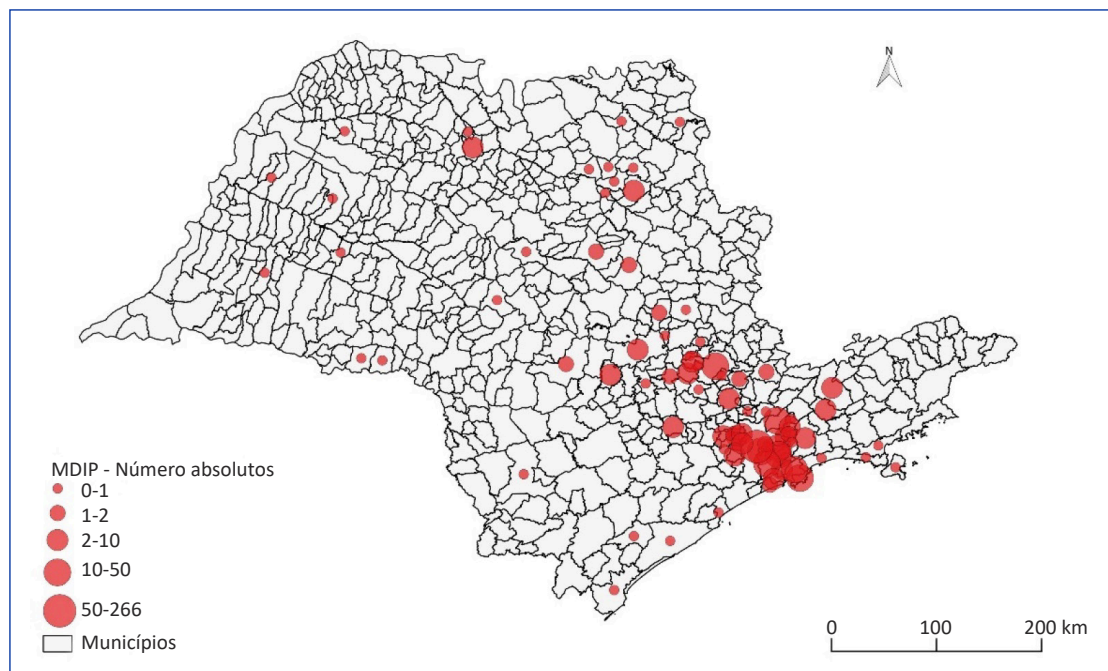 N
MDIP - Número absolutos
0-1
1-2
2-10
10-50
50-266
Municípios
0 100 200 km